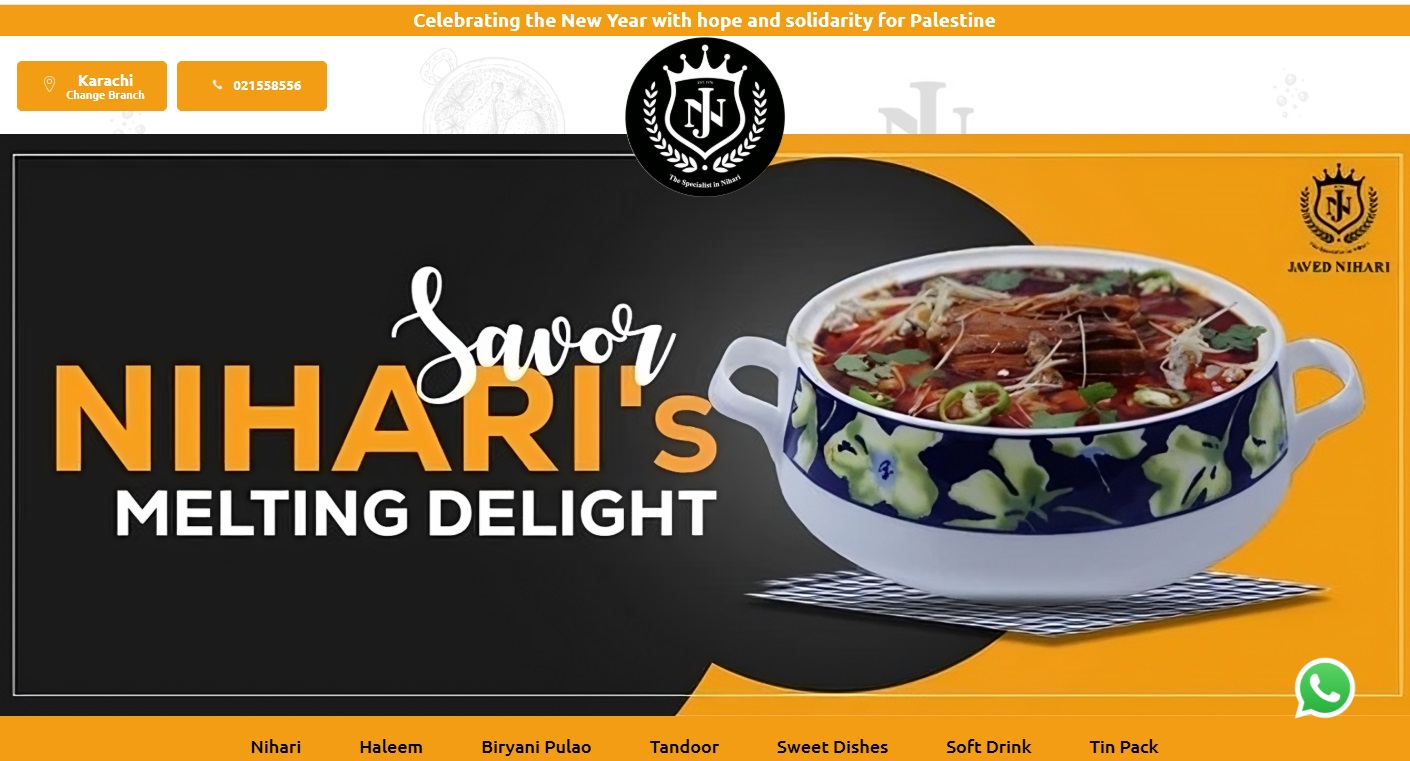 Celebrating the New Year with hope and solidarity for Palestine
Karachi
Change Branch
021558556
JN
The Specialist in Nihari
JN
JAVED NIHARI
Savor
NIHARI's
MELTING DELIGHT
Nihari
Haleem
Biryani Pulao
Tandoor
Sweet Dishes
Soft Drink
Tin Pack